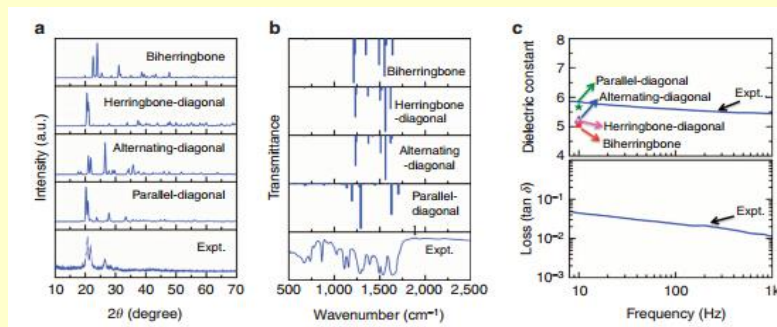 a
Intensity (a.u.)
Biherringbone
Herringbone-diagonal
Alternating-diagonal
Parallel-diagonal
Expt.
10 20 30 40 50 60 70
2θ (degree)
b
Transmittance
Biherringbone
Herringbone
-diagonal
Alternating
-diagonal
Parallel-
diagonal
Expt.
500 1,000 1,500 2,000 2,500
Wavenumber (cm⁻¹)
c
Dielectric constant
8
7
6
5
4
Parallel-diagonal
Alternating-diagonal
Expt.
Herringbone-diagonal
Biherringbone
Loss (tan δ)
10⁻¹
10⁻²
10⁻³
Expt.
10 100 1k
Frequency (Hz)